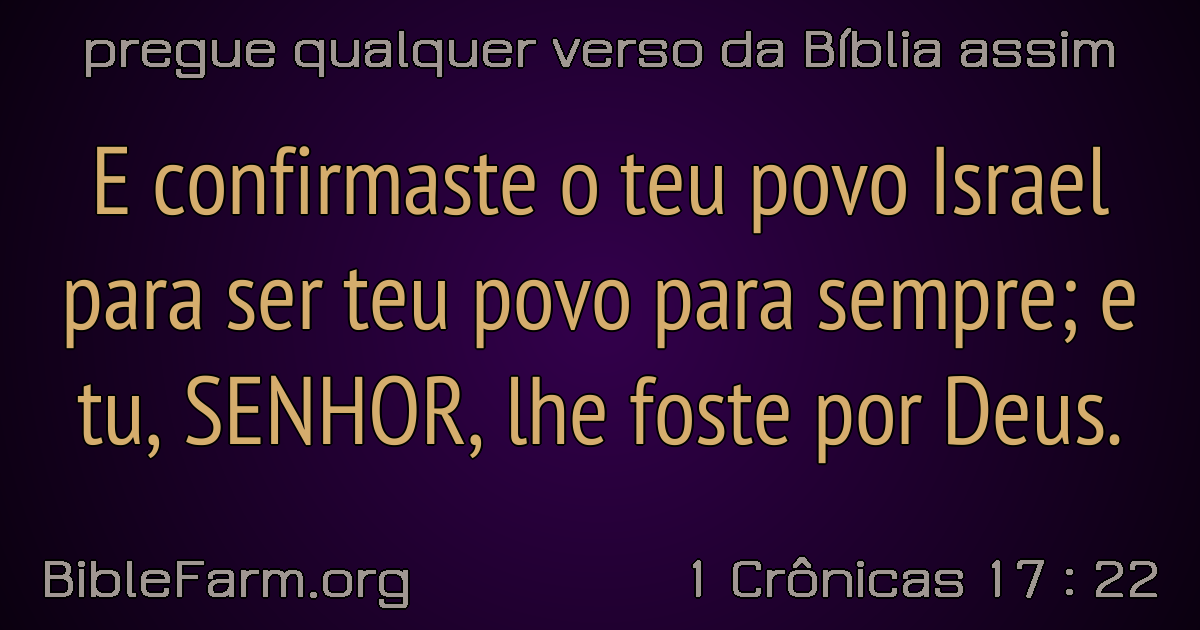 pregue qualquer verso da Bíblia assim
E confirmaste o teu povo Israel
para ser teu povo para sempre; e
tu, SENHOR, lhe foste por Deus.
BibleFarm.org
1 Crônicas 17 : 22